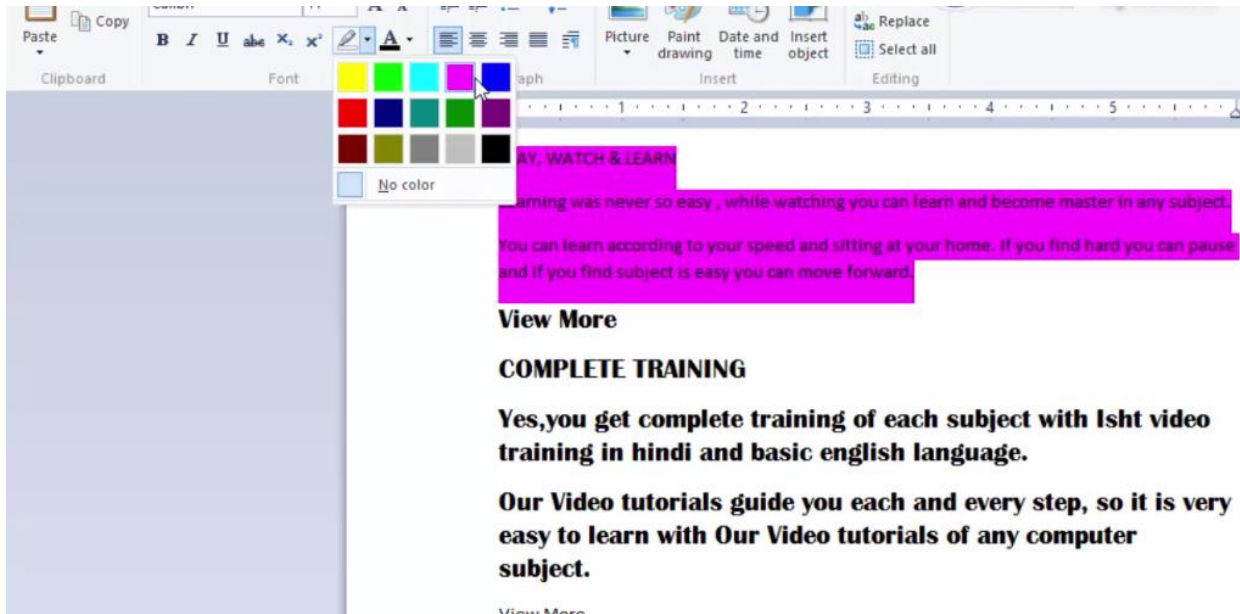 Paste
Copy
B I U abe X₂ X² A
Picture
Paint drawing
Date and time
Insert object
Replace
Select all
Clipboard
Font
Insert
Editing
1 2 3 4 5
No color
WATCH & LEARN
was never so easy , while watching you can learn and become master in any subject.
You can learn according to your speed and sitting at your home. If you find hard you can pause
and if you find subject is easy you can move forward.
View More
COMPLETE TRAINING
Yes,you get complete training of each subject with Isht video
training in hindi and basic english language.
Our Video tutorials guide you each and every step, so it is very
easy to learn with Our Video tutorials of any computer
subject.
View More